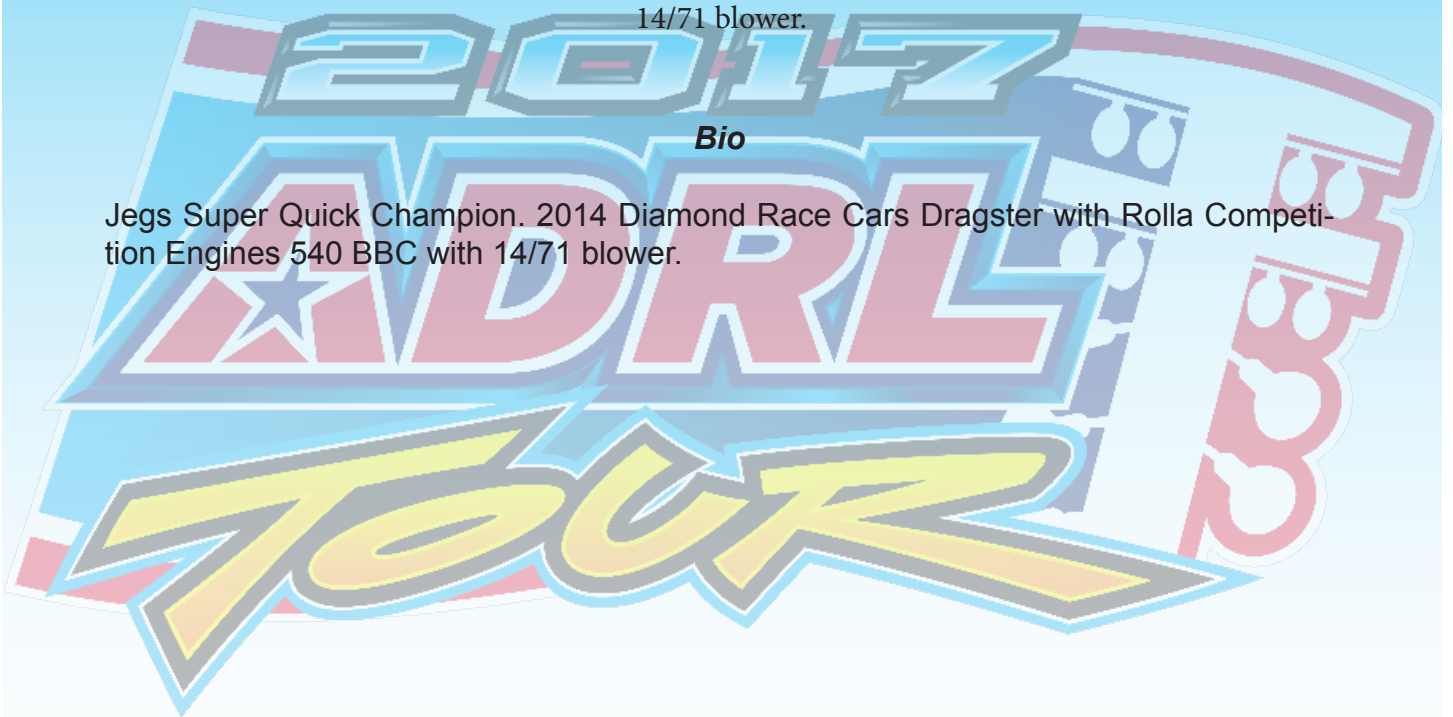 14/71 blower.
2017
Bio
ADRL
Jegs Super Quick Champion. 2014 Diamond Race Cars Dragster with Rolla Competi-
tion Engines 540 BBC with 14/71 blower.
TOUR